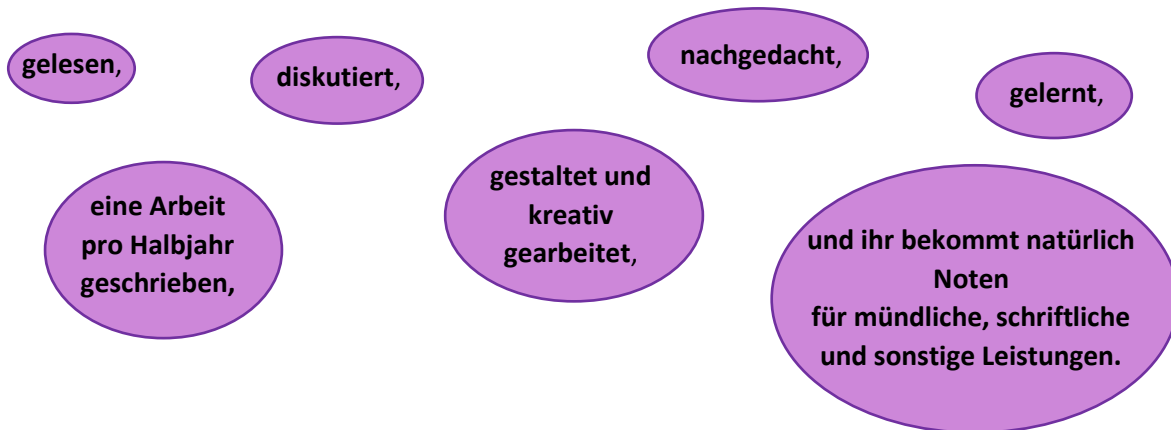 gelesen,
diskutiert,
nachgedacht,
gelernt,
eine Arbeit
pro Halbjahr
geschrieben,
gestaltet und
kreativ
gearbeitet,
und ihr bekommt natürlich
Noten
für mündliche, schriftliche
und sonstige Leistungen.